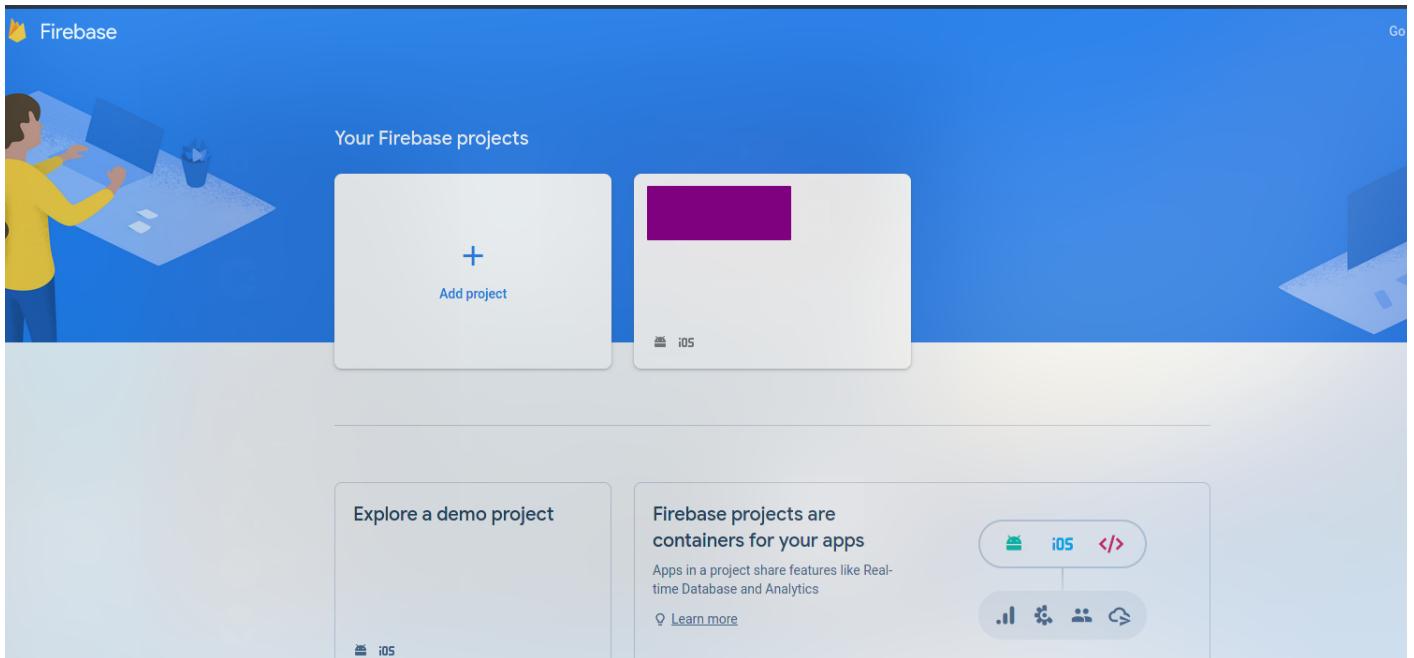 Firebase
Go
Your Firebase projects
Add project
iOS
Explore a demo project
iOS
Firebase projects are
containers for your apps
Apps in a project share features like Real-
time Database and Analytics
Learn more
iOS </>